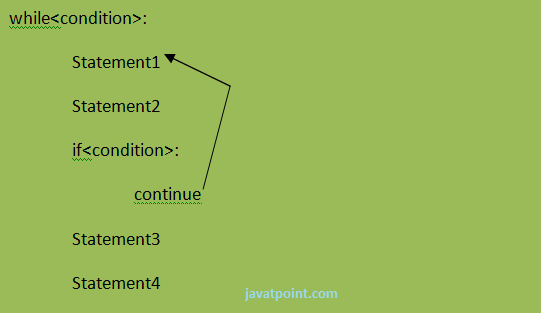 while<condition>:
Statement1
Statement2
if<condition>:
continue
Statement3
Statement4
javatpoint.com